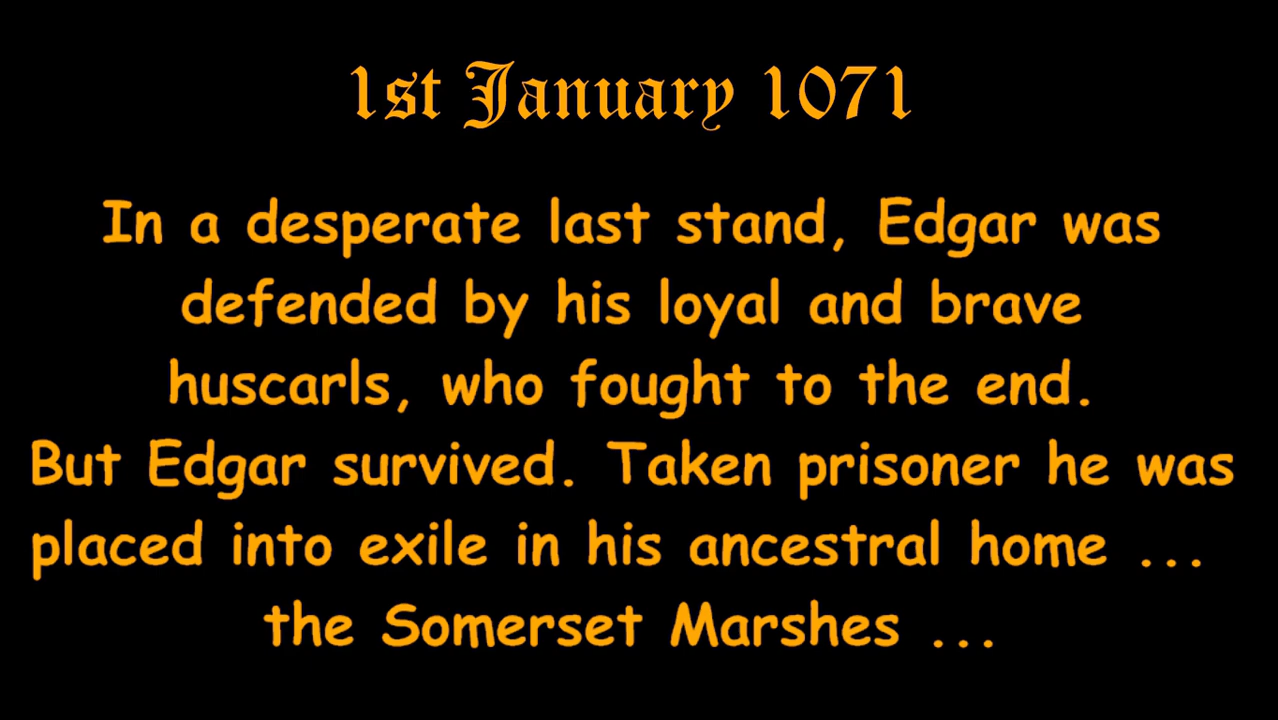 1st January 1071
In a desperate last stand, Edgar was
defended by his loyal and brave
huscarls, who fought to the end.
But Edgar survived. Taken prisoner he was
placed into exile in his ancestral home ...
the Somerset Marshes ...